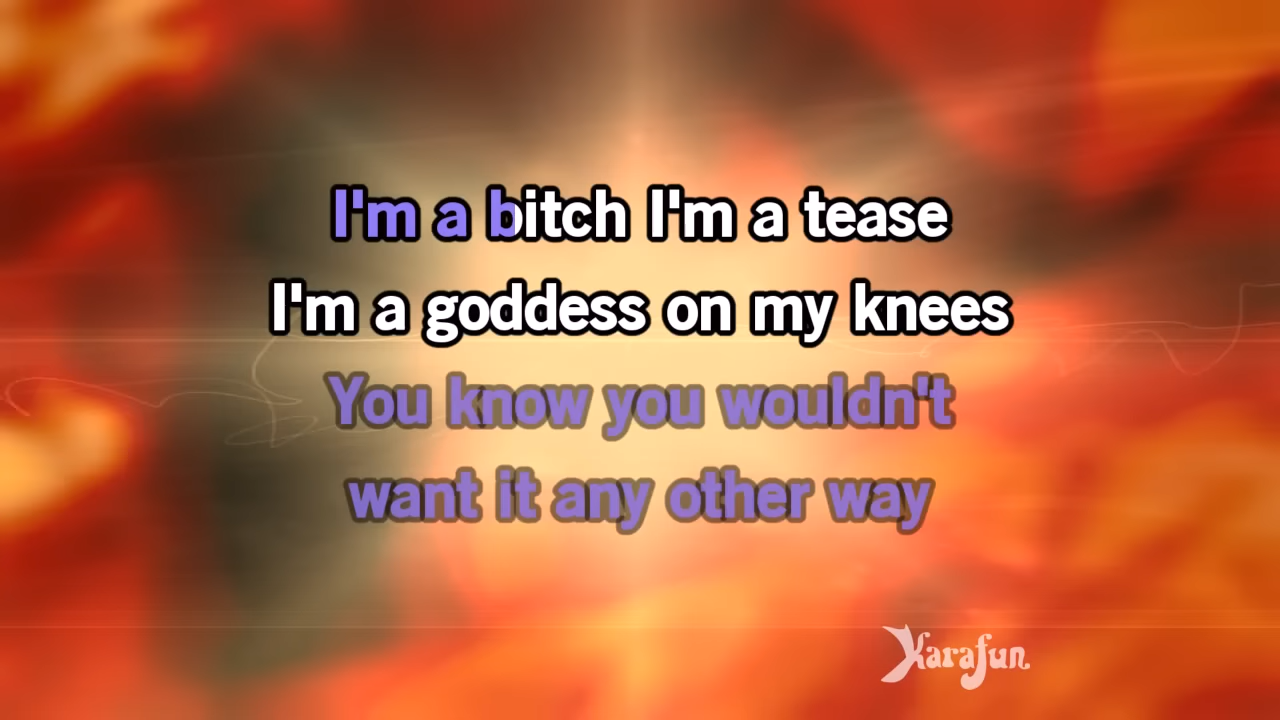 I'm a bitch I'm a tease
I'm a goddess on my knees
You know you wouldn't
want it any other way
Karafun